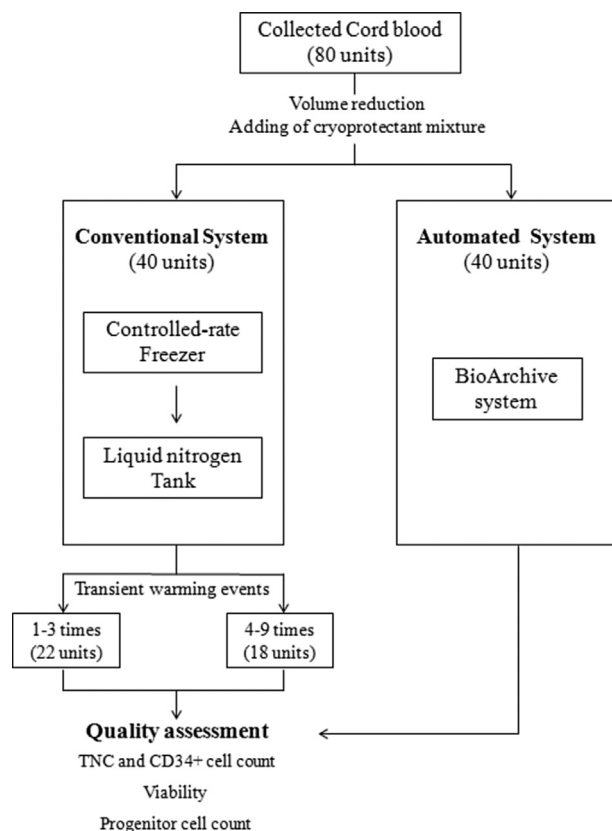 Collected Cord blood
(80 units)
Volume reduction
Adding of cryoprotectant mixture
Conventional System
(40 units)
Controlled-rate
Freezer
Liquid nitrogen
Tank
Automated System
(40 units)
BioArchive
system
Transient warming events
1-3 times
(22 units)
4-9 times
(18 units)
Quality assessment
TNC and CD34+ cell count
Viability
Progenitor cell count